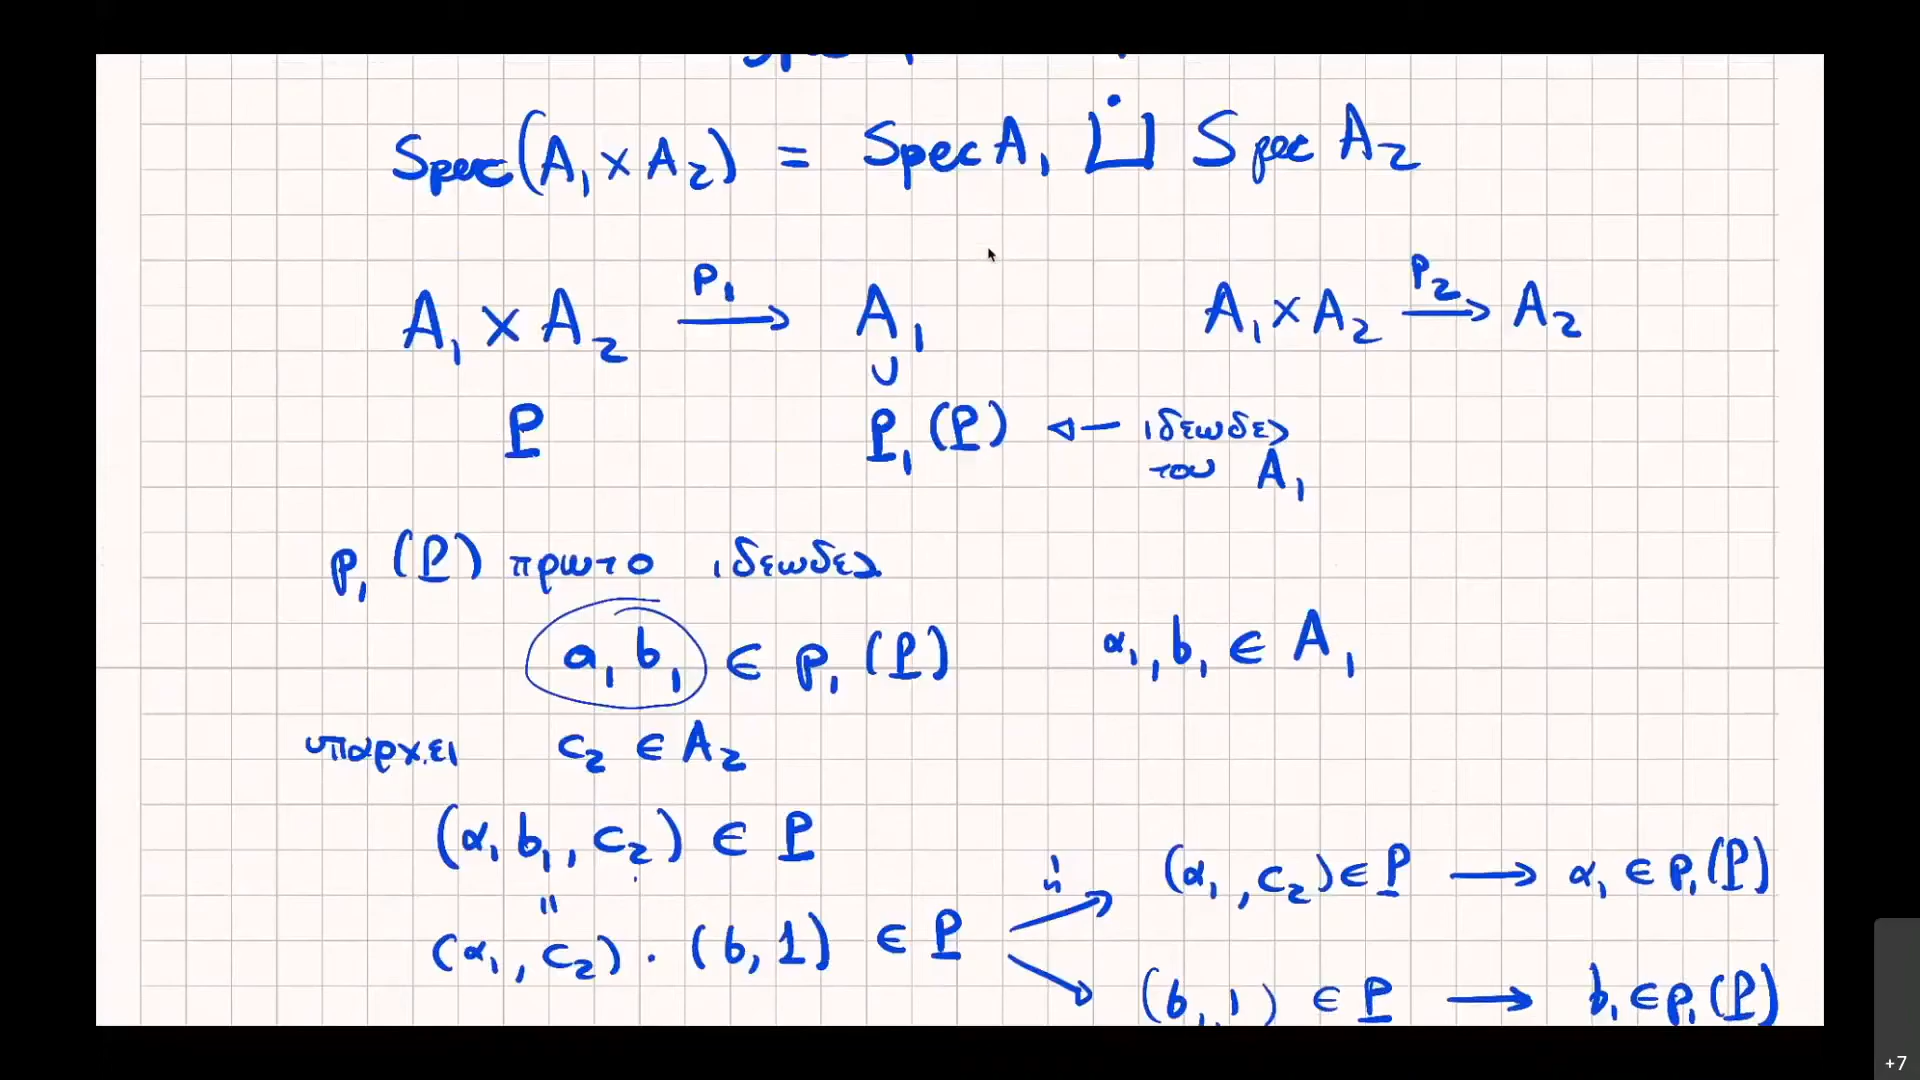 Spec(A₁ × A₂) = Spec A₁ ⨆̇ Spec A₂
A₁ × A₂ →^{p₁} A₁    A₁ × A₂ →^{p₂} A₂
∪
P    p₁(P) ← ιδεωδες
του A₁
p₁(P) πρωτο ιδεωδες
a₁b₁ ∈ p₁(P)    α₁, b₁ ∈ A₁
υπαρχει c₂ ∈ A₂
(α₁b₁, c₂) ∈ P
ή (α₁, c₂) ∈ P → α₁ ∈ p₁(P)
"
(α₁, c₂) · (b, 1) ∈ P
(b, 1) ∈ P → b₁ ∈ p₁(P)
+7